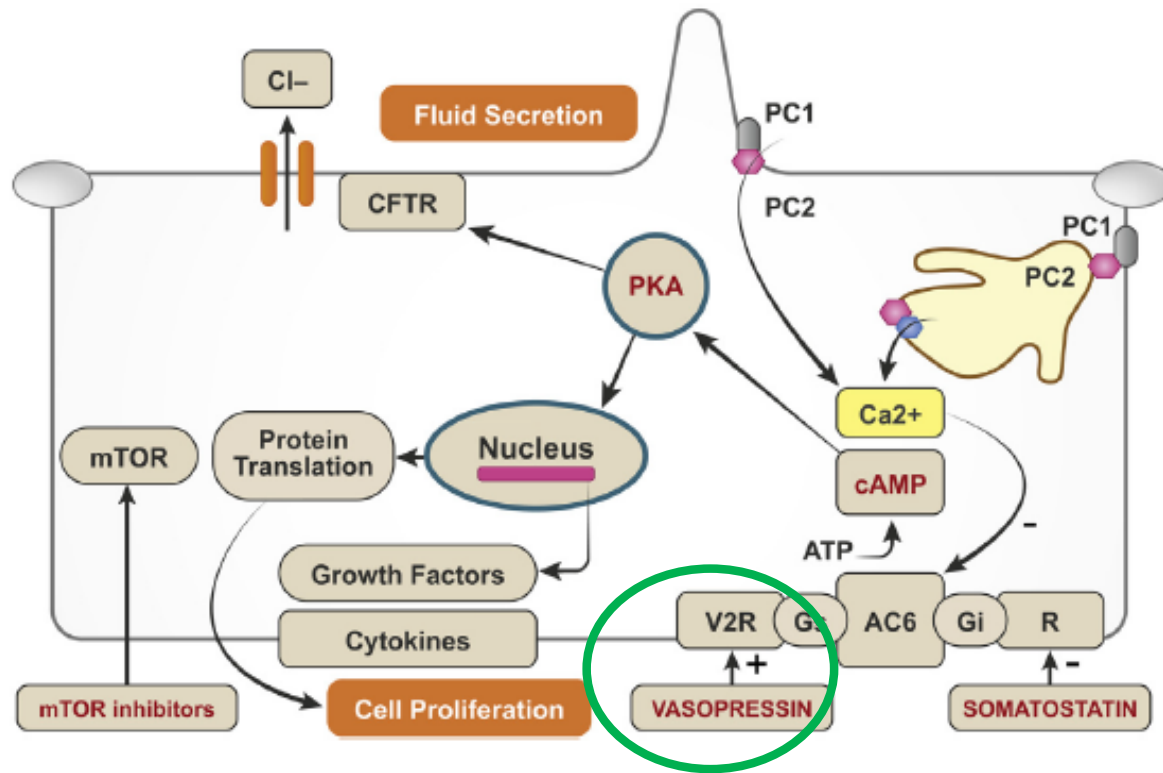 Cl–
Fluid Secretion
PC1
CFTR
PC2
PC1
PC2
PKA
Ca2+
mTOR
Protein
Translation
Nucleus
cAMP
-
ATP
Growth Factors
V2R
Gs
AC6
Gi
R
Cytokines
+
-
mTOR inhibitors
Cell Proliferation
VASOPRESSIN
SOMATOSTATIN